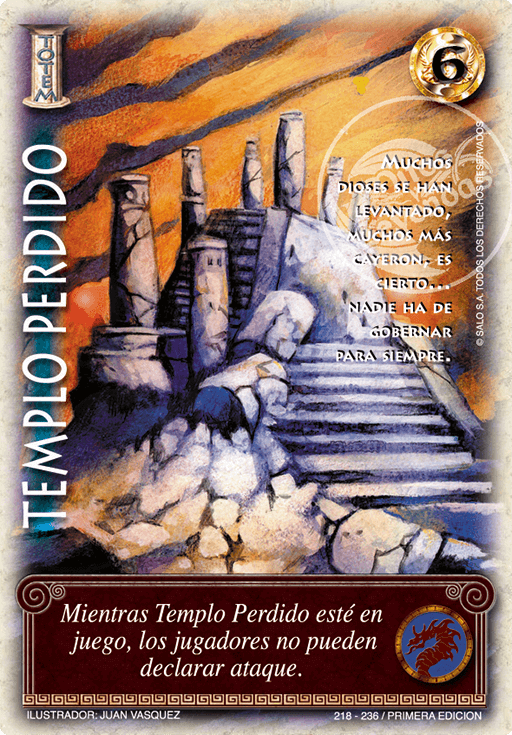 TOTEM
6
TEMPLO PERDIDO
MUCHOS
DIOSES SE HAN
LEVANTADO,
MUCHOS MÁS
CAYERON, ES
CIERTO...
NADIE HA DE
GOBERNAR
PARA SIEMPRE.
© SALO S.A. TODOS LOS DERECHOS RESERVADOS
Mientras Templo Perdido esté en
juego, los jugadores no pueden
declarar ataque.
ILUSTRADOR: JUAN VASQUEZ
218 - 236 / PRIMERA EDICION